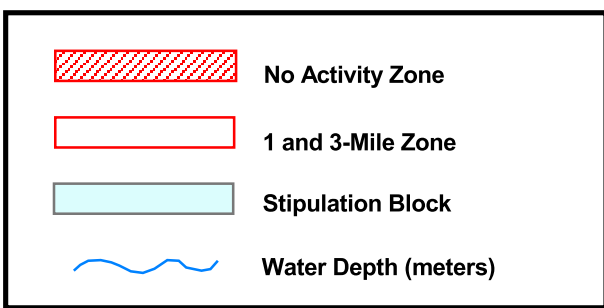 No Activity Zone
1 and 3-Mile Zone
Stipulation Block
Water Depth (meters)